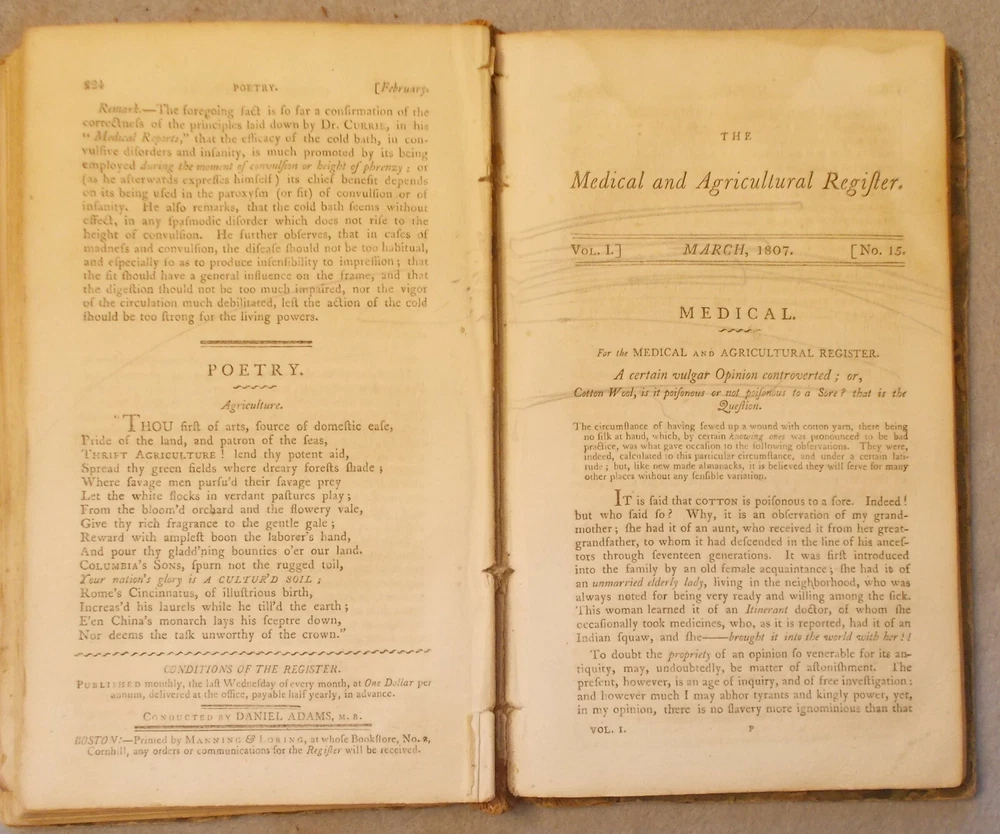 224 POETRY. [February.
Remark.—The foregoing fact is ſo far a confirmation of the
correctneſs of the principles laid down by Dr. CURRIE, in his
"Medical Reports," that the efficacy of the cold bath, in con-
vulſive diſorders and inſanity, is much promoted by its being
employed during the moment of convulſion or height of phrenzy; or
(as he afterwards expreſſes himſelf) its chief benefit depends
on its being uſed in the paroxyſm (or fit) of convulſion or of
inſanity. He alſo remarks, that the cold bath ſeems without
effect, in any ſpaſmodic diſorder which does not riſe to the
height of convulſion. He further obſerves, that in caſes of
madneſs and convulſion, the diſeaſe ſhould not be too habitual,
and eſpecially ſo as to produce inſenſibility to impreſſion; that
the fit ſhould have a general influence on the frame, and that
the digeſtion ſhould not be too much impaired, nor the vigor
of the circulation much debilitated, leſt the action of the cold
ſhould be too ſtrong for the living powers.
POETRY.
Agriculture.
"THOU firſt of arts, ſource of domeſtic eaſe,
Pride of the land, and patron of the ſeas,
THRIFT AGRICULTURE! lend thy potent aid,
Spread thy green fields where dreary foreſts ſhade;
Where ſavage men purſu'd their ſavage prey
Let the white flocks in verdant paſtures play;
From the bloom'd orchard and the flowery vale,
Give thy rich fragrance to the gentle gale;
Reward with ampleſt boon the laborer's hand,
And pour thy gladd'ning bounties o'er our land.
COLUMBIA'S SONS, ſpurn not the rugged toil,
Your nation's glory is A CULTUR'D SOIL;
Rome's Cincinnatus, of illuſtrious birth,
Increas'd his laurels while he till'd the earth;
E'en China's monarch lays his ſceptre down,
Nor deems the taſk unworthy of the crown."
CONDITIONS OF THE REGISTER.
PUBLISHED monthly, the laſt Wedneſday of every month, at One Dollar per
annum, delivered at the office, payable half yearly, in advance.
CONDUCTED BY DANIEL ADAMS, M. B.
BOSTON:—Printed by MANNING & LORING, at whoſe Bookſtore, No. 2,
Cornhill, any orders or communications for the Regiſter will be received.
THE
Medical and Agricultural Regiſter.
VOL. I.] MARCH, 1807. [No. 15.
MEDICAL.
For the MEDICAL AND AGRICULTURAL REGISTER.
A certain vulgar Opinion controverted; or,
Cotton Wool, is it poiſonous or not poiſonous to a Sore? that is the
Queſtion.
The circumſtance of having ſewed up a wound with cotton yarn, there being
no ſilk at hand, which, by certain knowing ones was pronounced to be bad
practice, was what gave occaſion to the following obſervations. They were,
indeed, calculated to this particular circumſtance, and under a certain lati-
tude; but, like new made almanacks, it is believed they will ſerve for many
other places without any ſenſible variation.
IT is ſaid that COTTON is poiſonous to a ſore. Indeed!
but who ſaid ſo? Why, it is an obſervation of my grand-
mother; ſhe had it of an aunt, who received it from her great-
grandfather, to whom it had deſcended in the line of his anceſ-
tors through ſeventeen generations. It was firſt introduced
into the family by an old female acquaintance; ſhe had it of
an unmarried elderly lady, living in the neighborhood, who was
always noted for being very ready and willing among the ſick.
This woman learned it of an Itinerant doctor, of whom ſhe
occaſionally took medicines, who, as it is reported, had it of an
Indian ſquaw, and ſhe——brought it into the world with her!!
To doubt the propriety of an opinion ſo venerable for its an-
tiquity, may, undoubtedly, be matter of aſtoniſhment. The
preſent, however, is an age of inquiry, and of free inveſtigation;
and however much I may abhor tyrants and kingly power, yet,
in my opinion, there is no ſlavery more ignominious than that
VOL. I. P